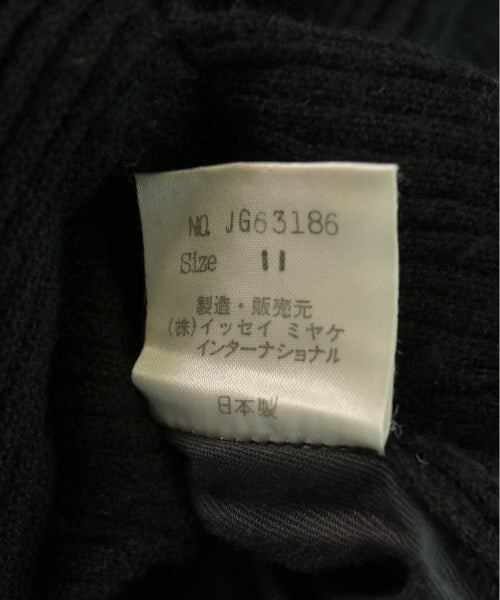 NO. JG63186
Size 11
製造・販売元
(株)イッセイ ミヤケ
インターナショナル
日本製